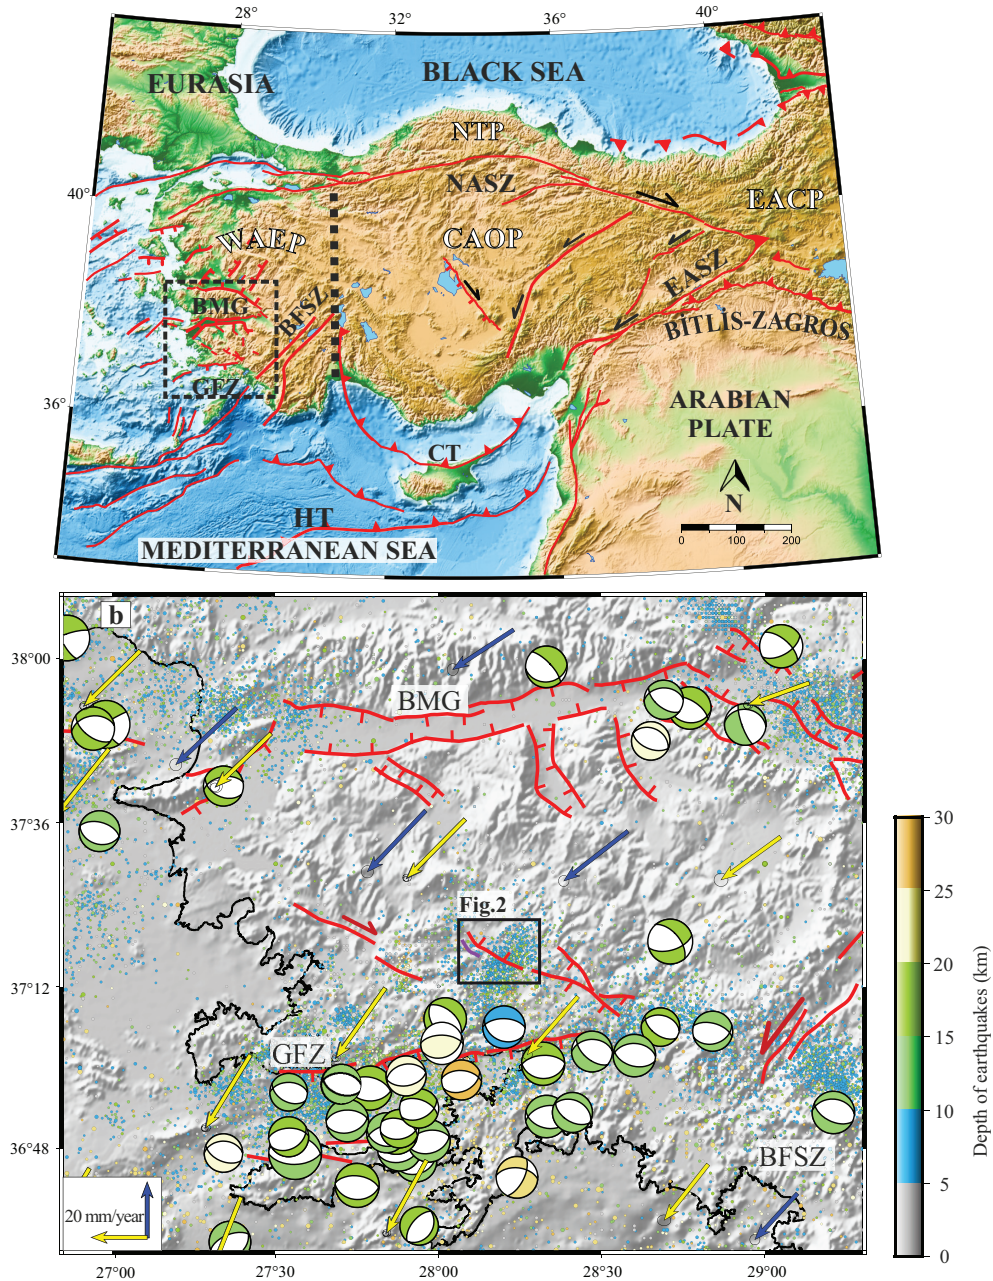 28°
32°
36°
40°
BLACK SEA
EURASIA
NTP
NASZ
40°
EACP
WAEP
CAOP
EASZ
BMG
BFSZ
BİTLIS-ZAGROS
GFZ
36°
ARABIAN
PLATE
CT
N
HT
0 100 200
MEDITERRANEAN SEA
b
38°00
BMG
37°36
30
25
Fig.2
20
37°12
15
GFZ
10
36°48
BFSZ
5
20 mm/year
0
Depth of earthquakes (km)
27°00
27°30
28°00
28°30
29°00